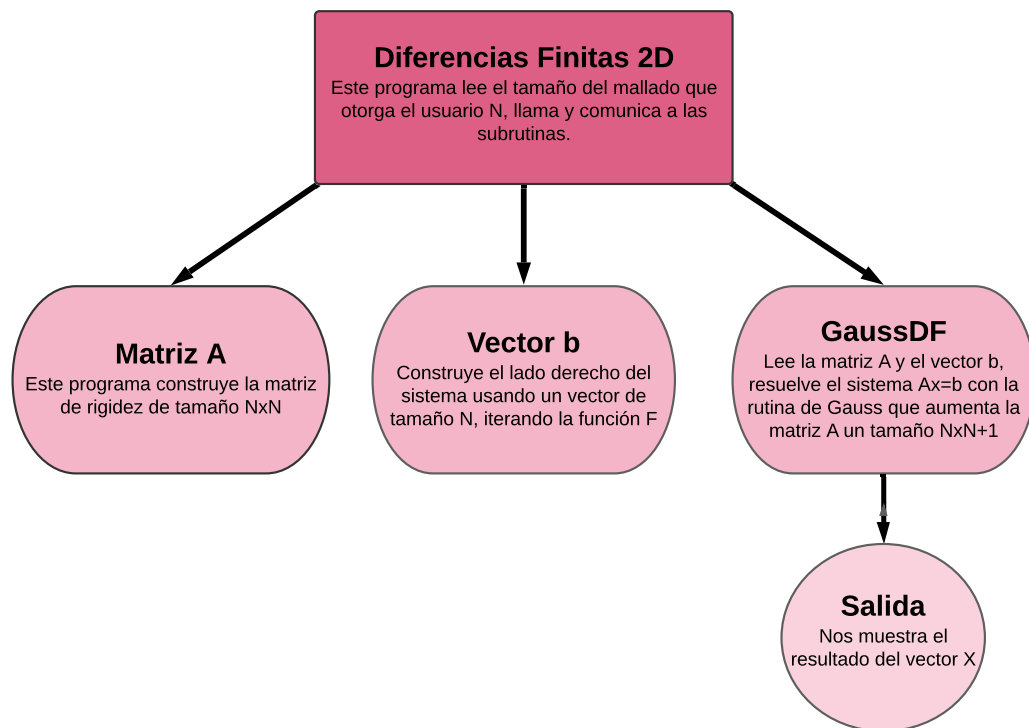 Diferencias Finitas 2D
Este programa lee el tamaño del mallado que
otorga el usuario N, llama y comunica a las
subrutinas.
Matriz A
Este programa construye la matriz
de rigidez de tamaño NxN
Vector b
Construye el lado derecho del
sistema usando un vector de
tamaño N, iterando la función F
GaussDF
Lee la matriz A y el vector b,
resuelve el sistema Ax=b con la
rutina de Gauss que aumenta la
matriz A un tamaño NxN+1
Salida
Nos muestra el
resultado del vector X